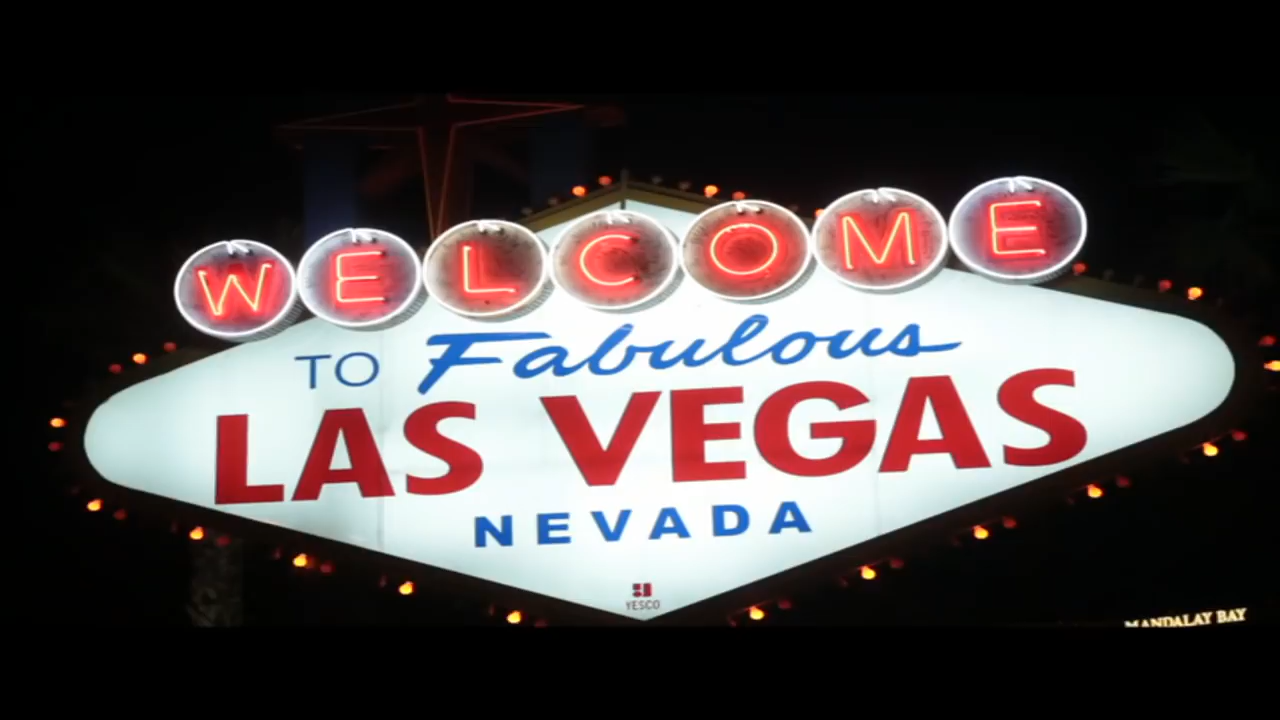 WELCOME
TO Fabulous
LAS VEGAS
NEVADA
YESCO
MANDALAY BAY